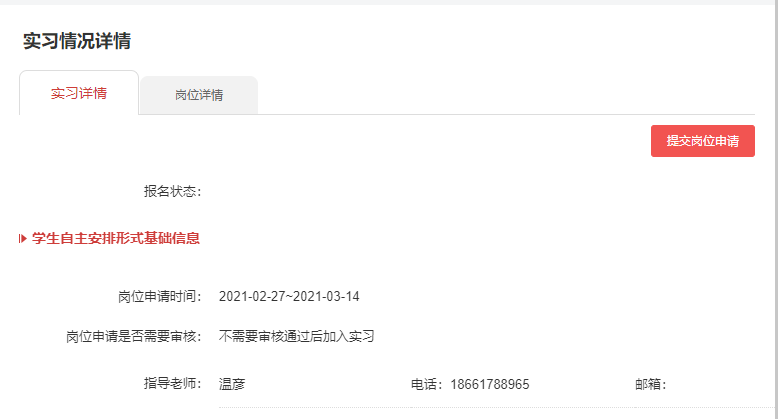 实习情况详情
实习详情 岗位详情
提交岗位申请
报名状态：
学生自主安排形式基础信息
岗位申请时间： 2021-02-27~2021-03-14
岗位申请是否需要审核： 不需要审核通过后加入实习
指导老师： 温彦 电话：18661788965 邮箱：